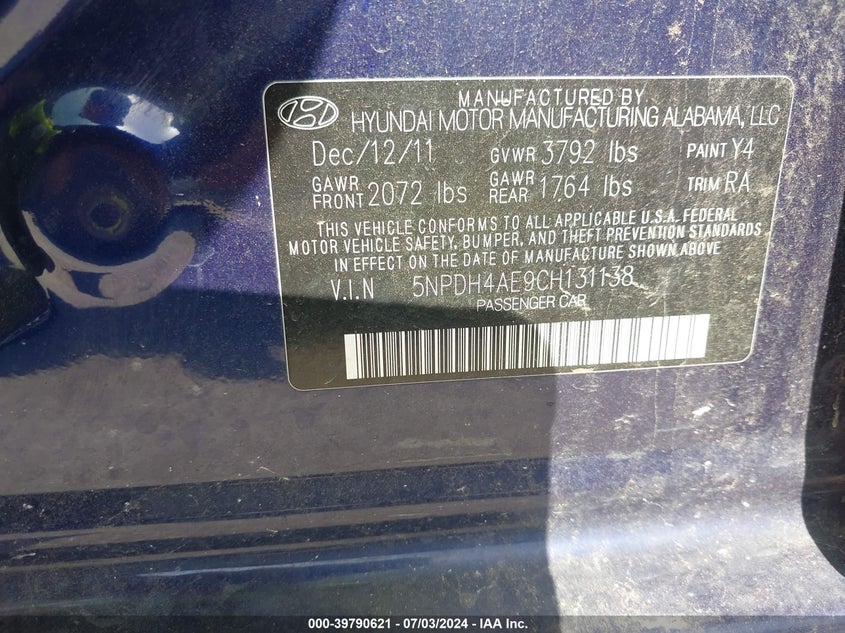 MANUFACTURED BY
HYUNDAI MOTOR MANUFACTURING ALABAMA, LLC
Dec/12/11 GVWR 3792 lbs PAINT Y4
GAWR FRONT 2072 lbs GAWR REAR 1764 lbs TRIM RA
THIS VEHICLE CONFORMS TO ALL APPLICABLE U.S.A. FEDERAL
MOTOR VEHICLE SAFETY, BUMPER, AND THEFT PREVENTION STANDARDS
IN EFFECT ON THE DATE OF MANUFACTURE SHOWN ABOVE
V.I.N 5NPDH4AE9CH131138
PASSENGER CAR
000-39790621 - 07/03/2024 - IAA Inc.